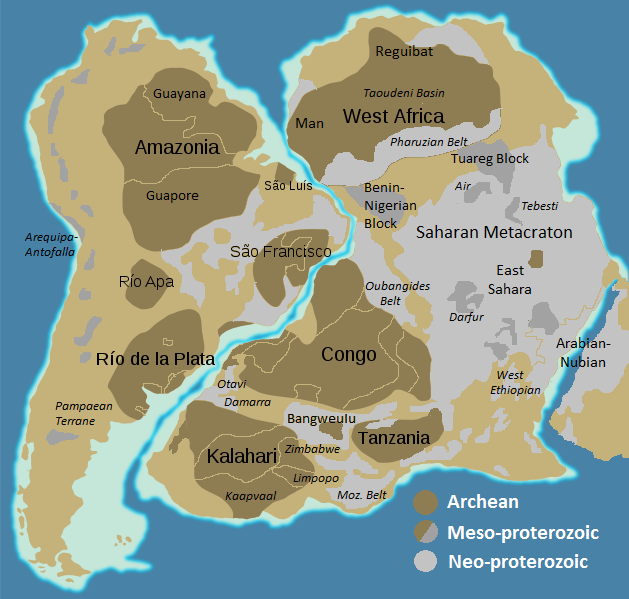 Reguibat
Guayana
Taoudeni Basin
West Africa
Man
Amazonia
Pharuzian Belt
Tuareg Block
São Luís
Guapore
Benin-
Nigerian
Block
Air
Tebesti
Saharan Metacraton
Arequipa-
Antofalla
São Francisco
East
Sahara
Río Apa
Oubangides
Belt
Darfur
Arabian-
Nubian
Congo
Río de la Plata
West
Ethiopian
Otavi
Damarra
Pampaean
Terrane
Bangweulu
Tanzania
Zimbabwe
Kalahari
Limpopo
Kaapvaal
Moz. Belt
Archean
Meso-proterozoic
Neo-proterozoic